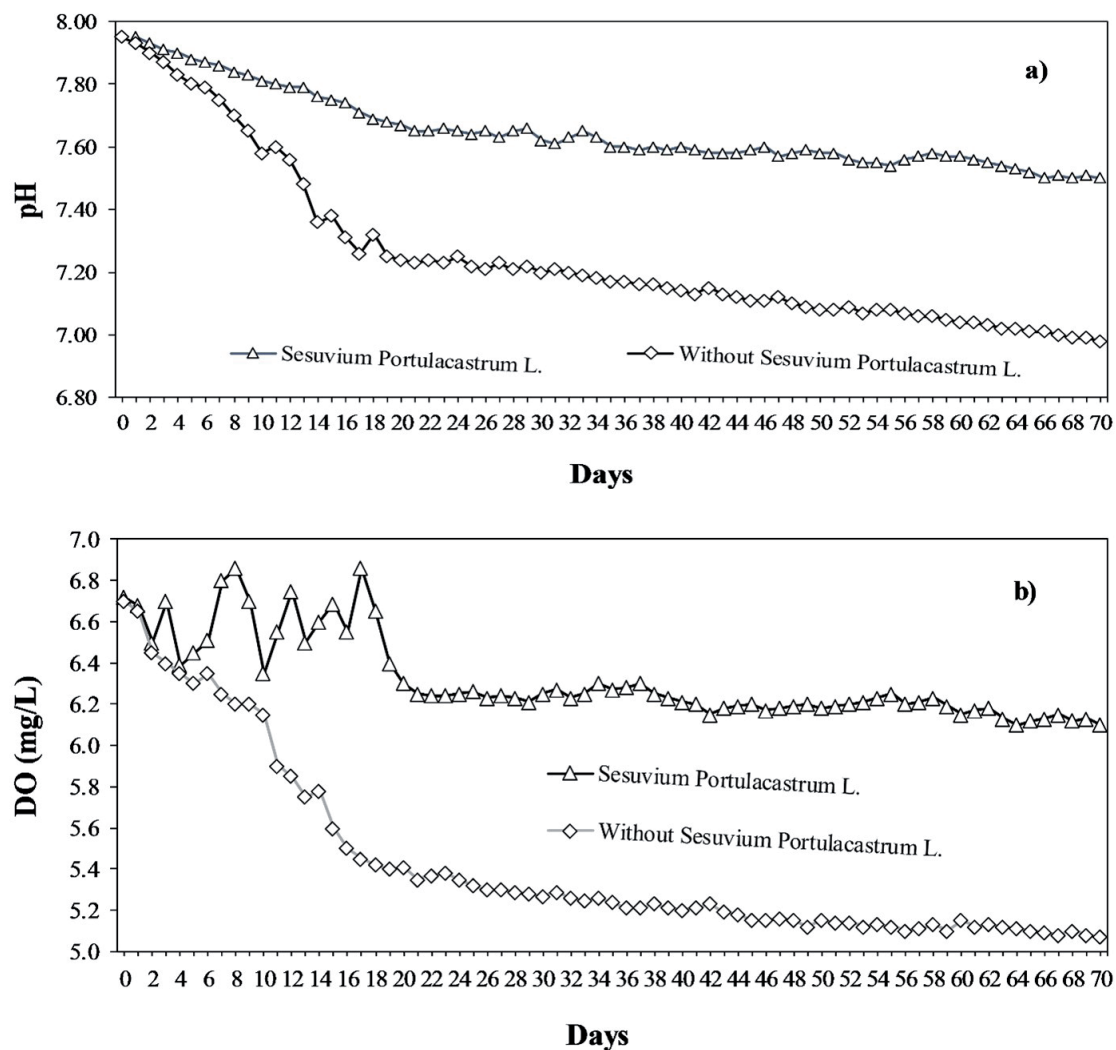 8.00
a)
7.80
7.60
pH
7.40
7.20
7.00
Sesuvium Portulacastrum L.
Without Sesuvium Portulacastrum L.
6.80
0 2 4 6 8 10 12 14 16 18 20 22 24 26 28 30 32 34 36 38 40 42 44 46 48 50 52 54 56 58 60 62 64 66 68 70
Days
7.0
b)
6.8
6.6
6.4
6.2
DO (mg/L)
6.0
Sesuvium Portulacastrum L.
5.8
Without Sesuvium Portulacastrum L.
5.6
5.4
5.2
5.0
0 2 4 6 8 10 12 14 16 18 20 22 24 26 28 30 32 34 36 38 40 42 44 46 48 50 52 54 56 58 60 62 64 66 68 70
Days